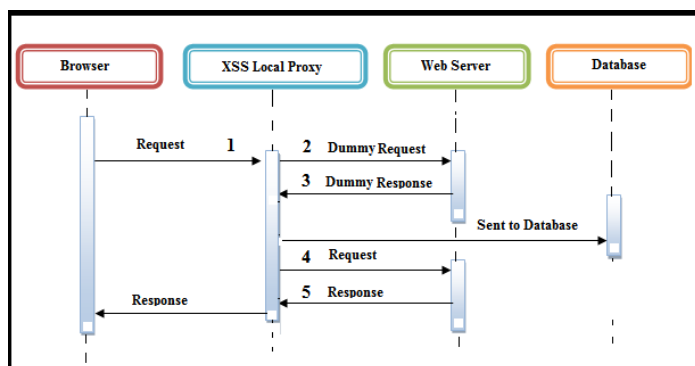 Browser
XSS Local Proxy
Web Server
Database
Request 1
2 Dummy Request
3 Dummy Response
Sent to Database
4 Request
5 Response
Response